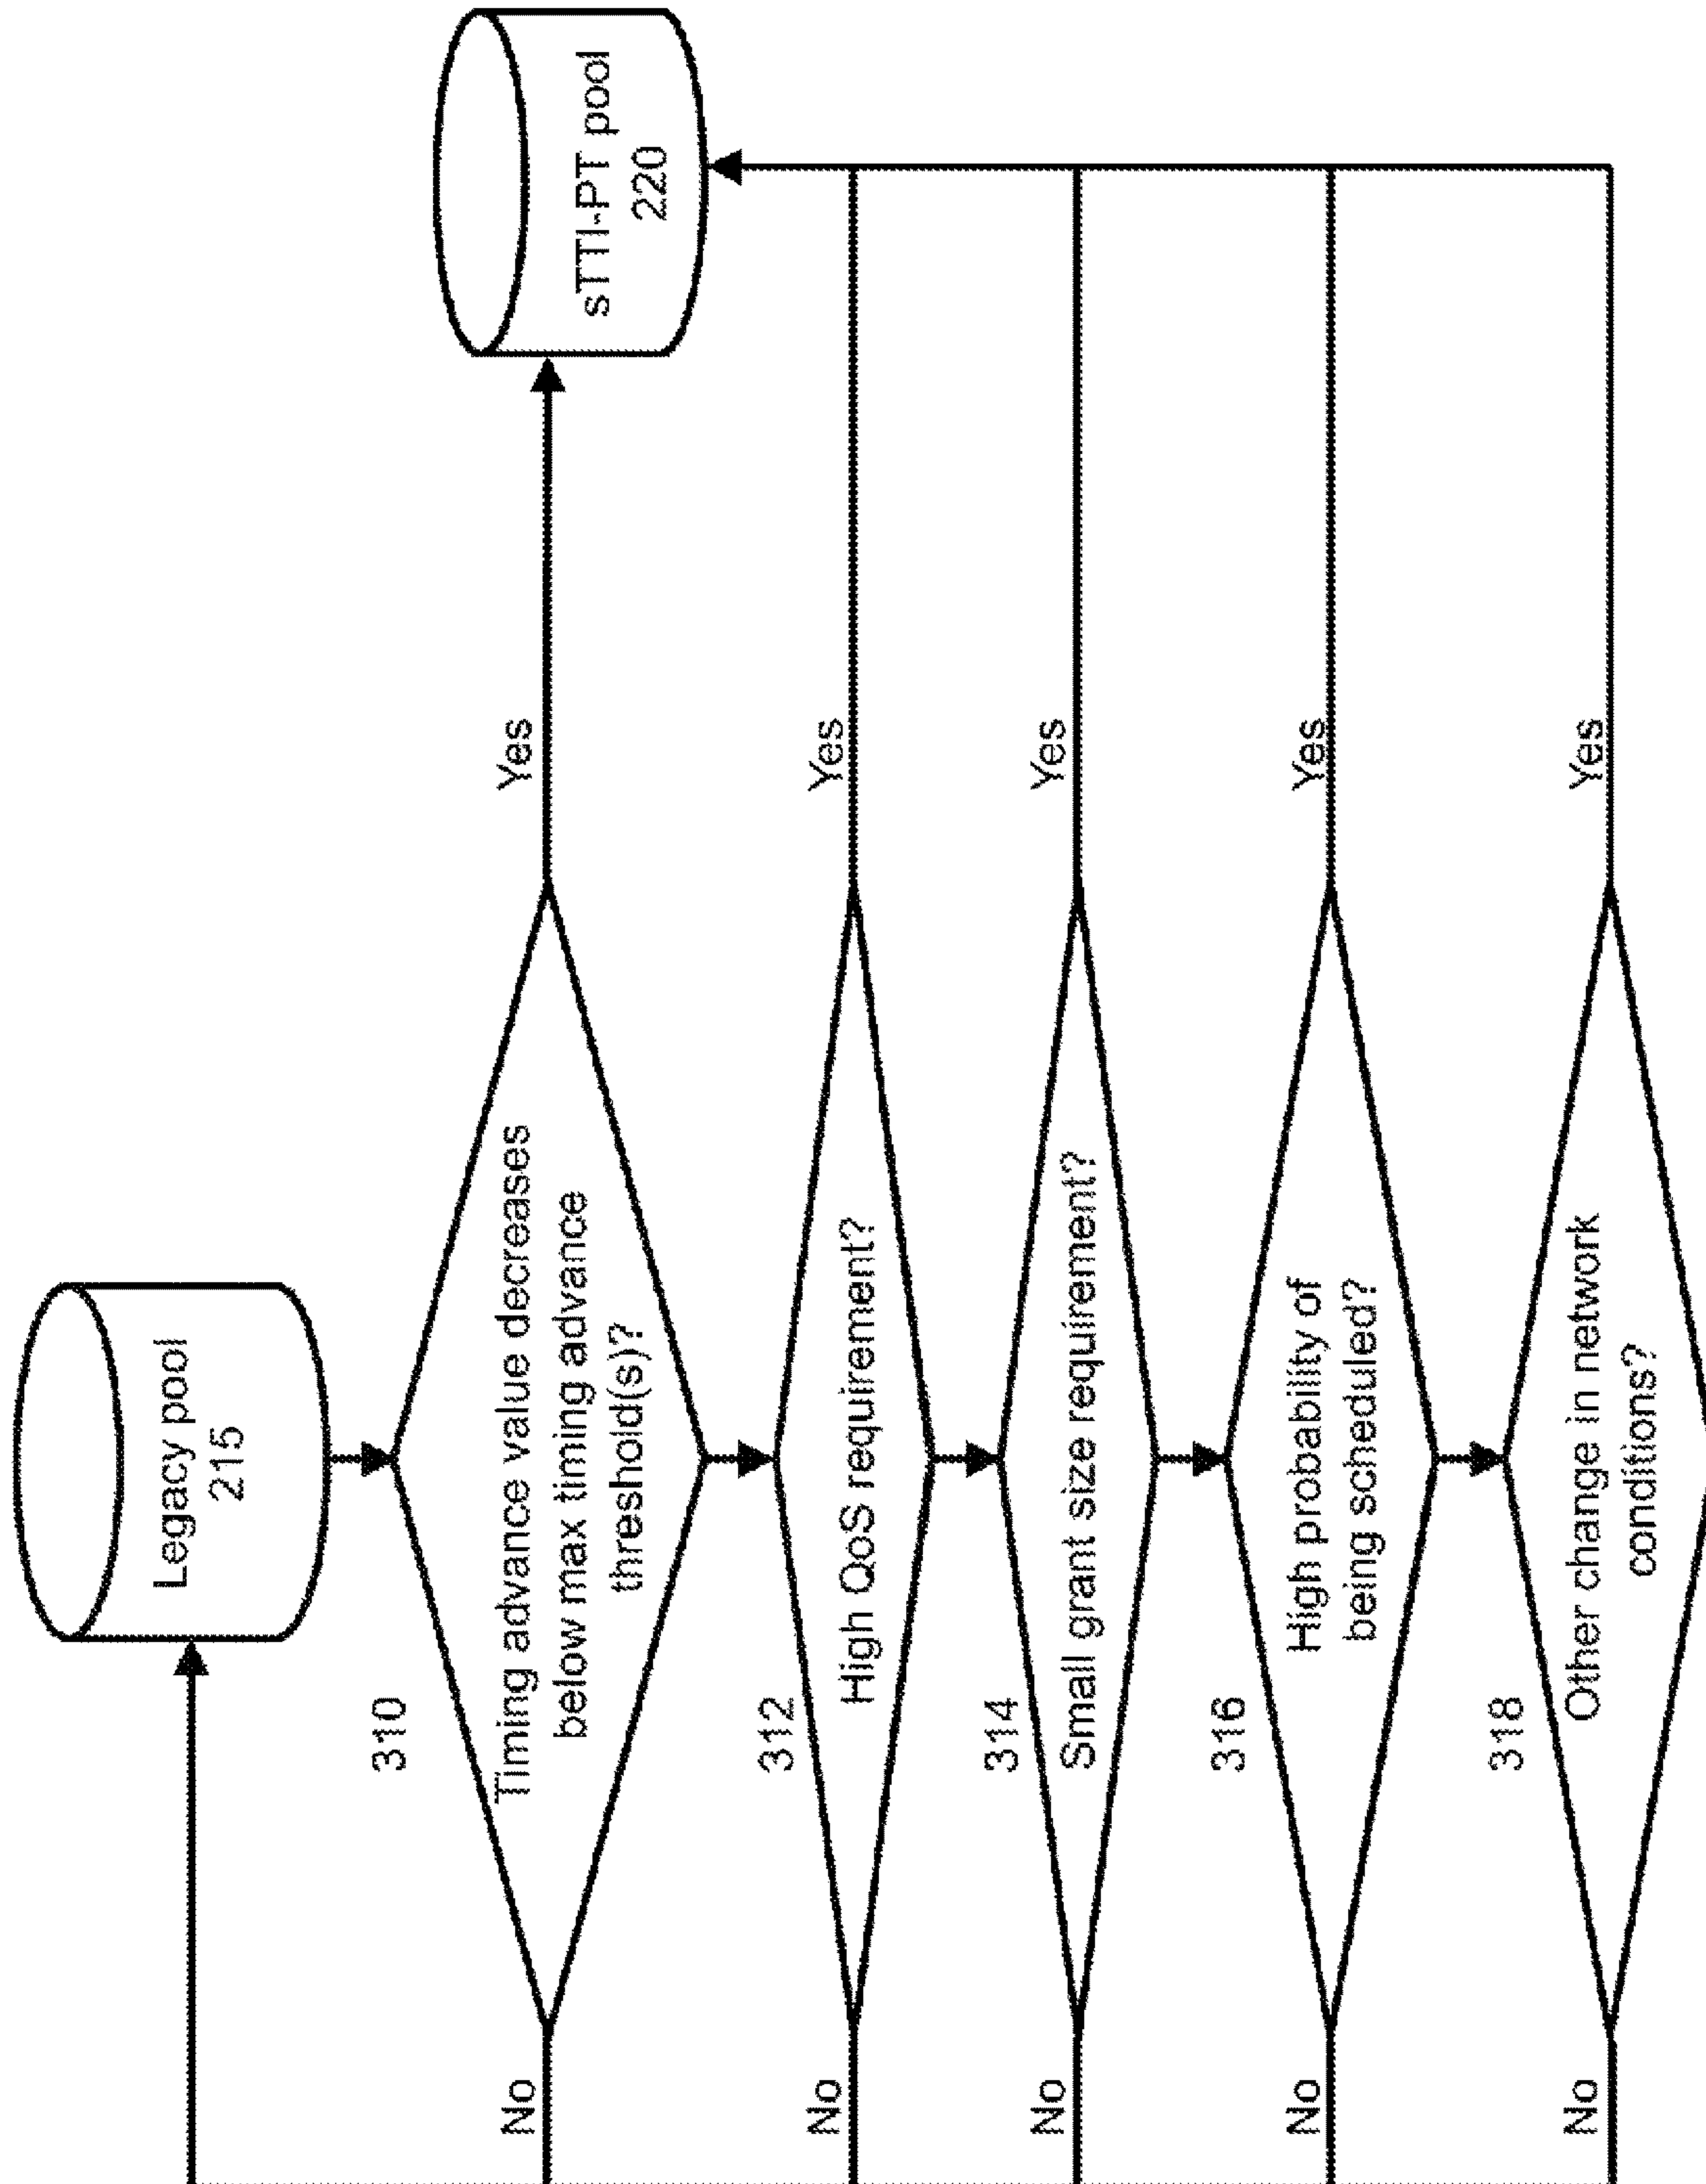 Legacy pool
215
sTTI-PT pool
220
310
Timing advance value decreases
below max timing advance
threshold(s)?
No
Yes
312
High QoS requirement?
No
Yes
314
Small grant size requirement?
No
Yes
316
High probability of
being scheduled?
No
Yes
318
Other change in network
conditions?
No
Yes